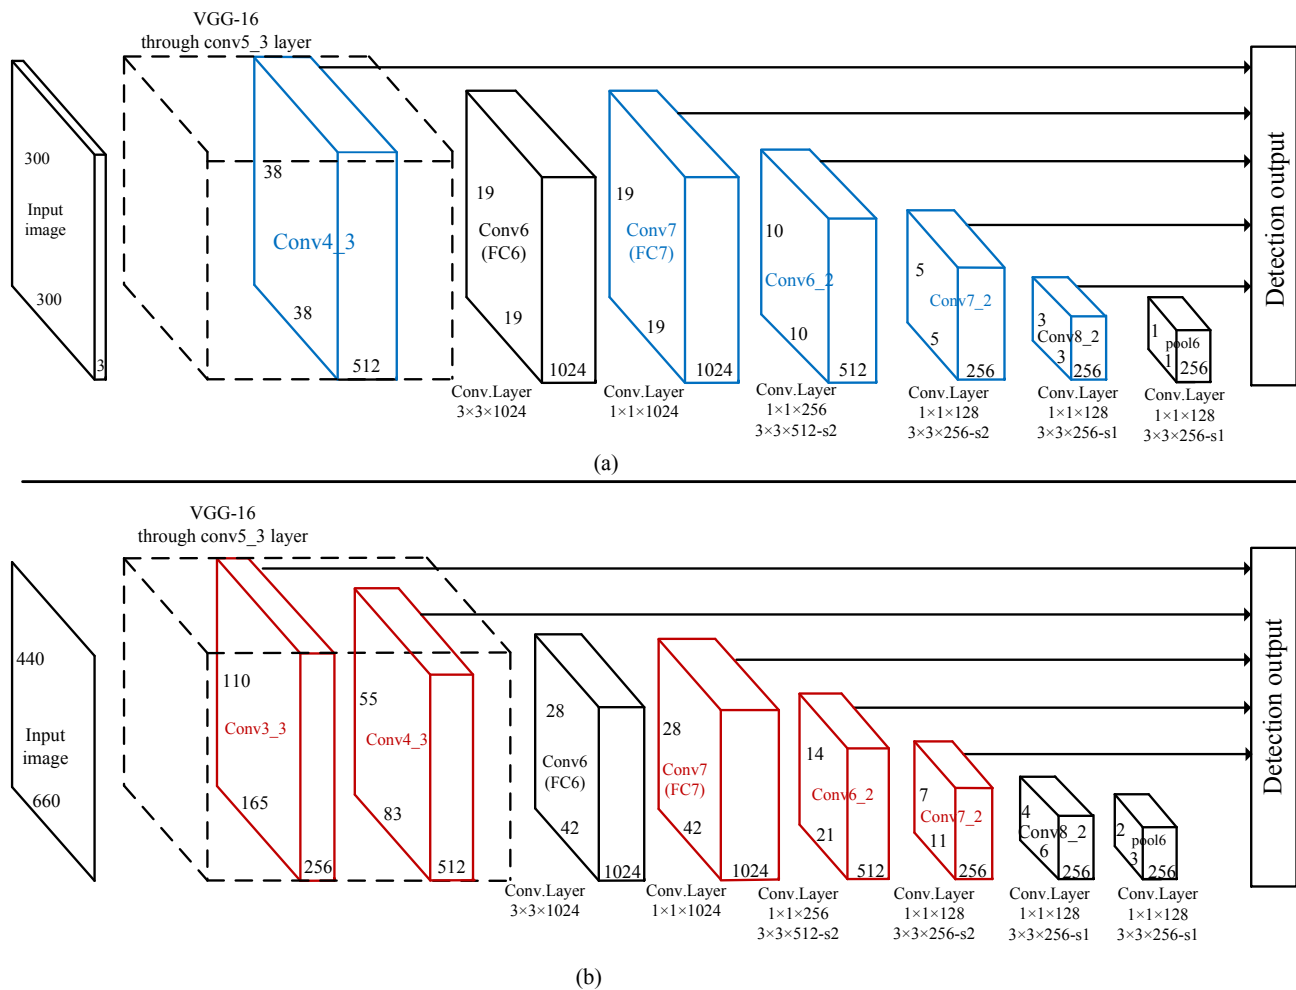 VGG-16
through conv5_3 layer
300
Input
image
300
3
38
Conv4_3
38
512
19
Conv6
(FC6)
19
1024
Conv.Layer
3×3×1024
19
Conv7
(FC7)
19
1024
Conv.Layer
1×1×1024
10
Conv6_2
10
512
Conv.Layer
1×1×256
3×3×512-s2
5
Conv7_2
5
256
Conv.Layer
1×1×128
3×3×256-s2
3
Conv8_2
3
256
Conv.Layer
1×1×128
3×3×256-s1
1
pool6
1
256
Conv.Layer
1×1×128
3×3×256-s1
Detection output
(a)
VGG-16
through conv5_3 layer
440
Input
image
660
110
Conv3_3
165
256
55
Conv4_3
83
512
28
Conv6
(FC6)
42
1024
Conv.Layer
3×3×1024
28
Conv7
(FC7)
42
1024
Conv.Layer
1×1×1024
14
Conv6_2
21
512
Conv.Layer
1×1×256
3×3×512-s2
7
Conv7_2
11
256
Conv.Layer
1×1×128
3×3×256-s2
4
Conv8_2
6
256
Conv.Layer
1×1×128
3×3×256-s1
2
pool6
3
256
Conv.Layer
1×1×128
3×3×256-s1
Detection output
(b)